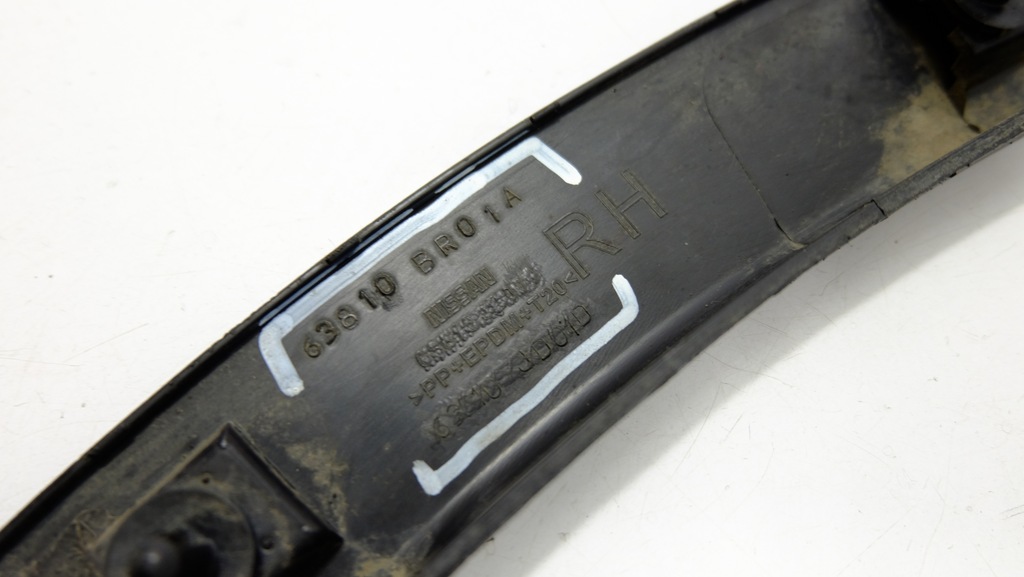 63810 BR01A
RH
NISSAN
>PP+EPDM+T20<